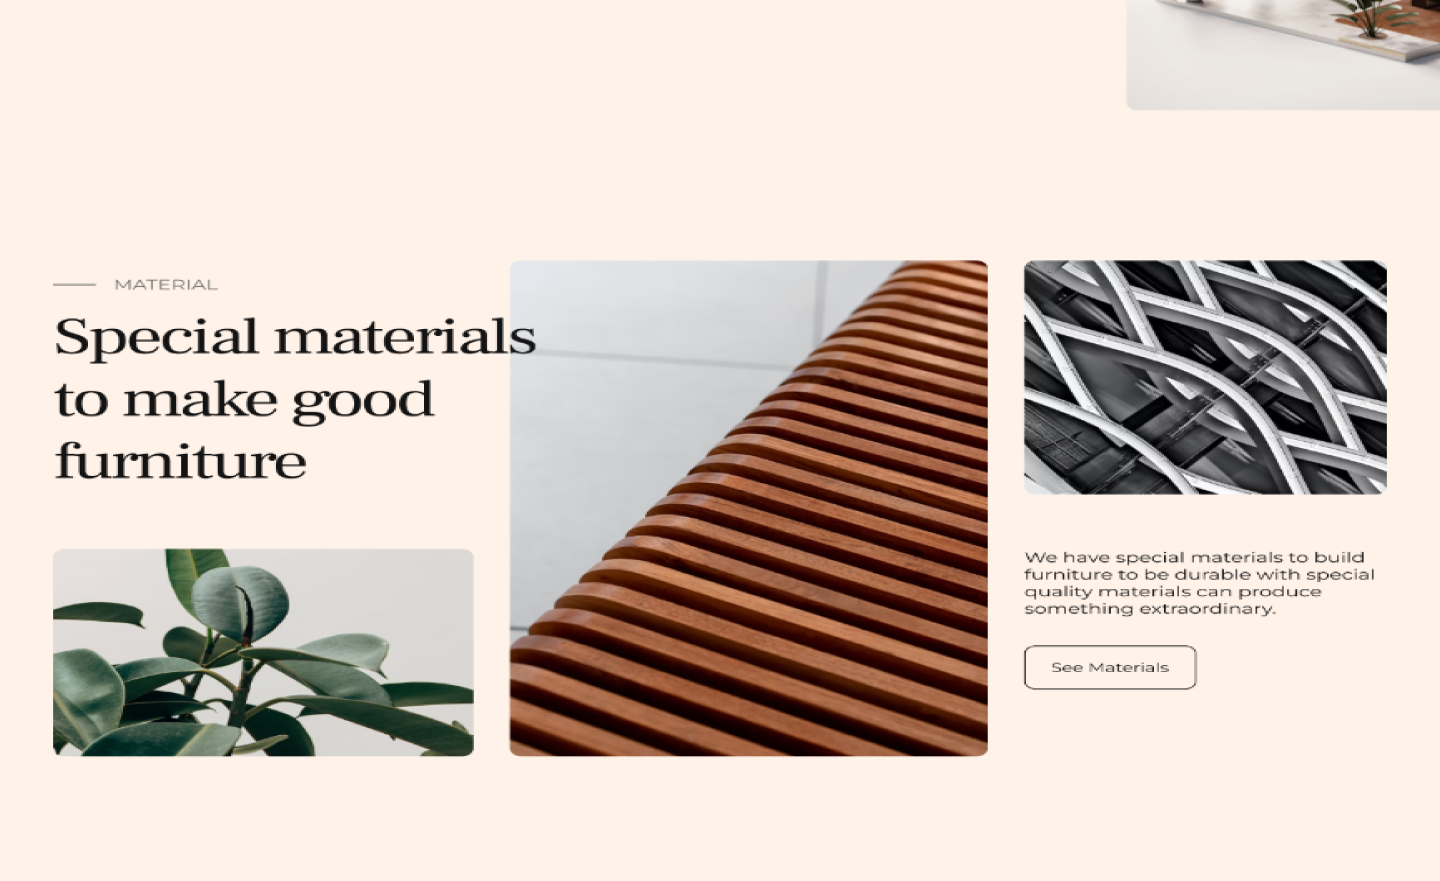 MATERIAL
Special materials
to make good
furniture
We have special materials to build
furniture to be durable with special
quality materials can produce
something extraordinary.
See Materials